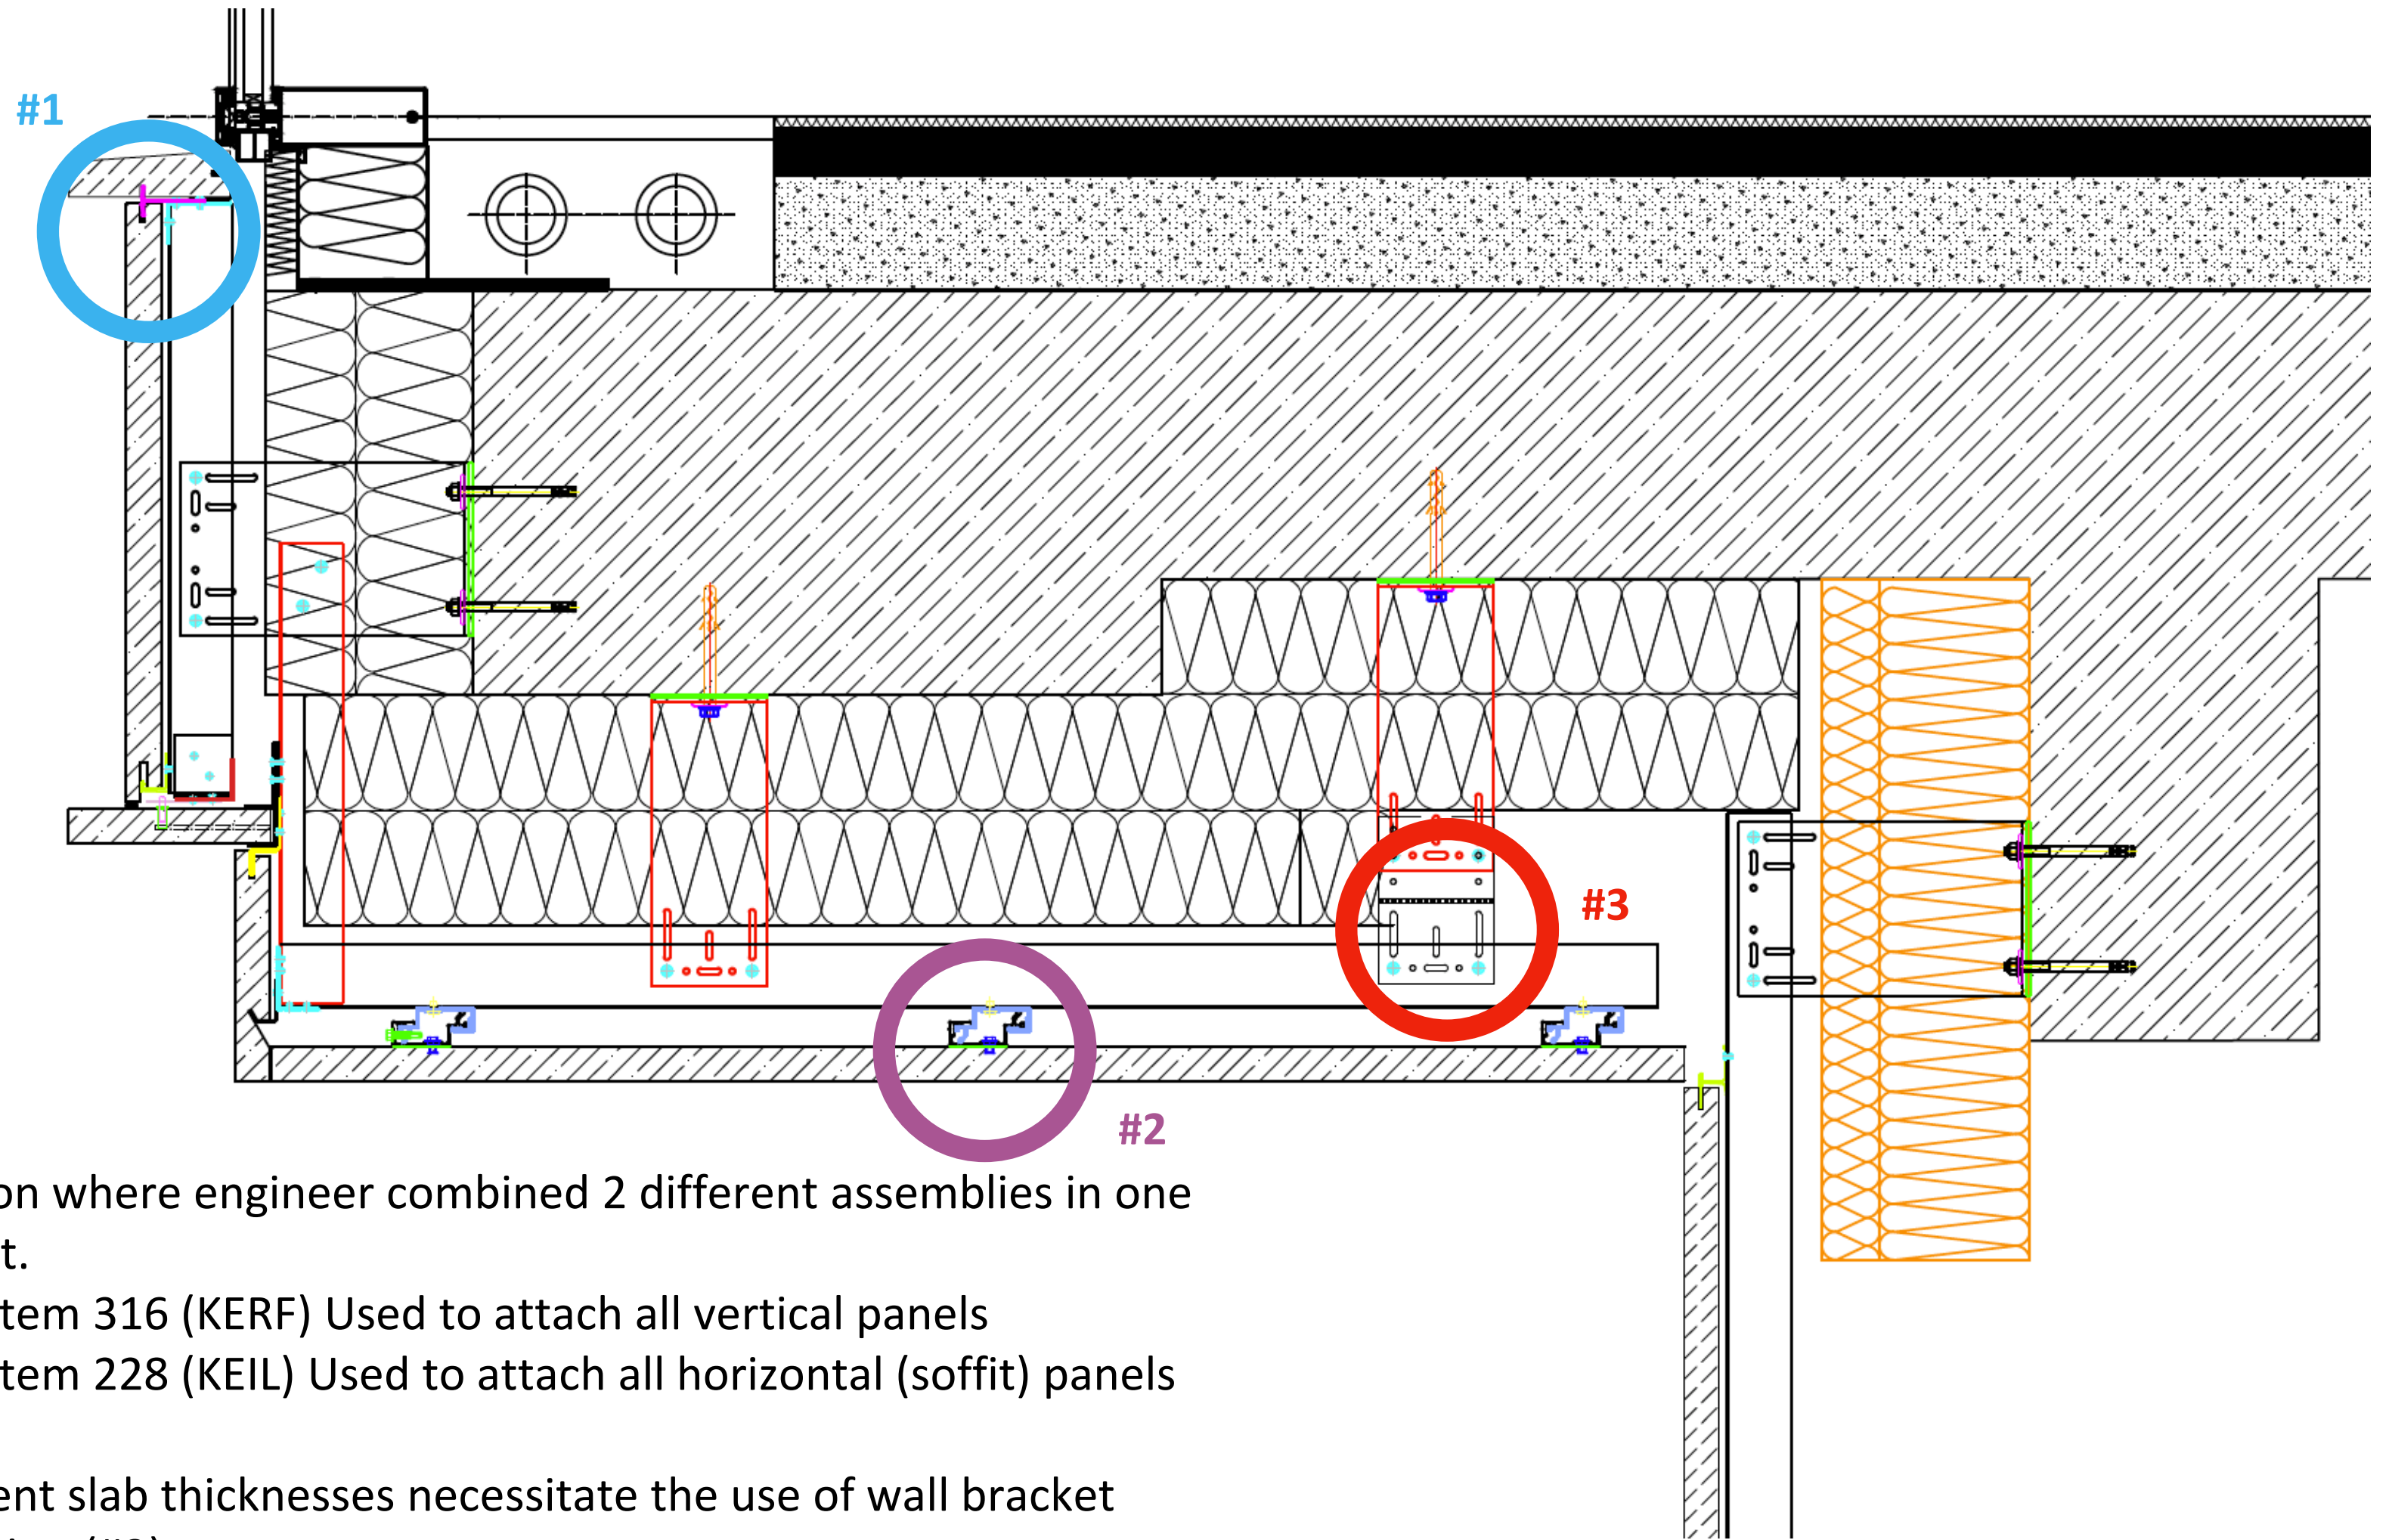 #1
#3
#2
on where engineer combined 2 different assemblies in one
t.
tem 316 (KERF) Used to attach all vertical panels
tem 228 (KEIL) Used to attach all horizontal (soffit) panels
ent slab thicknesses necessitate the use of wall bracket